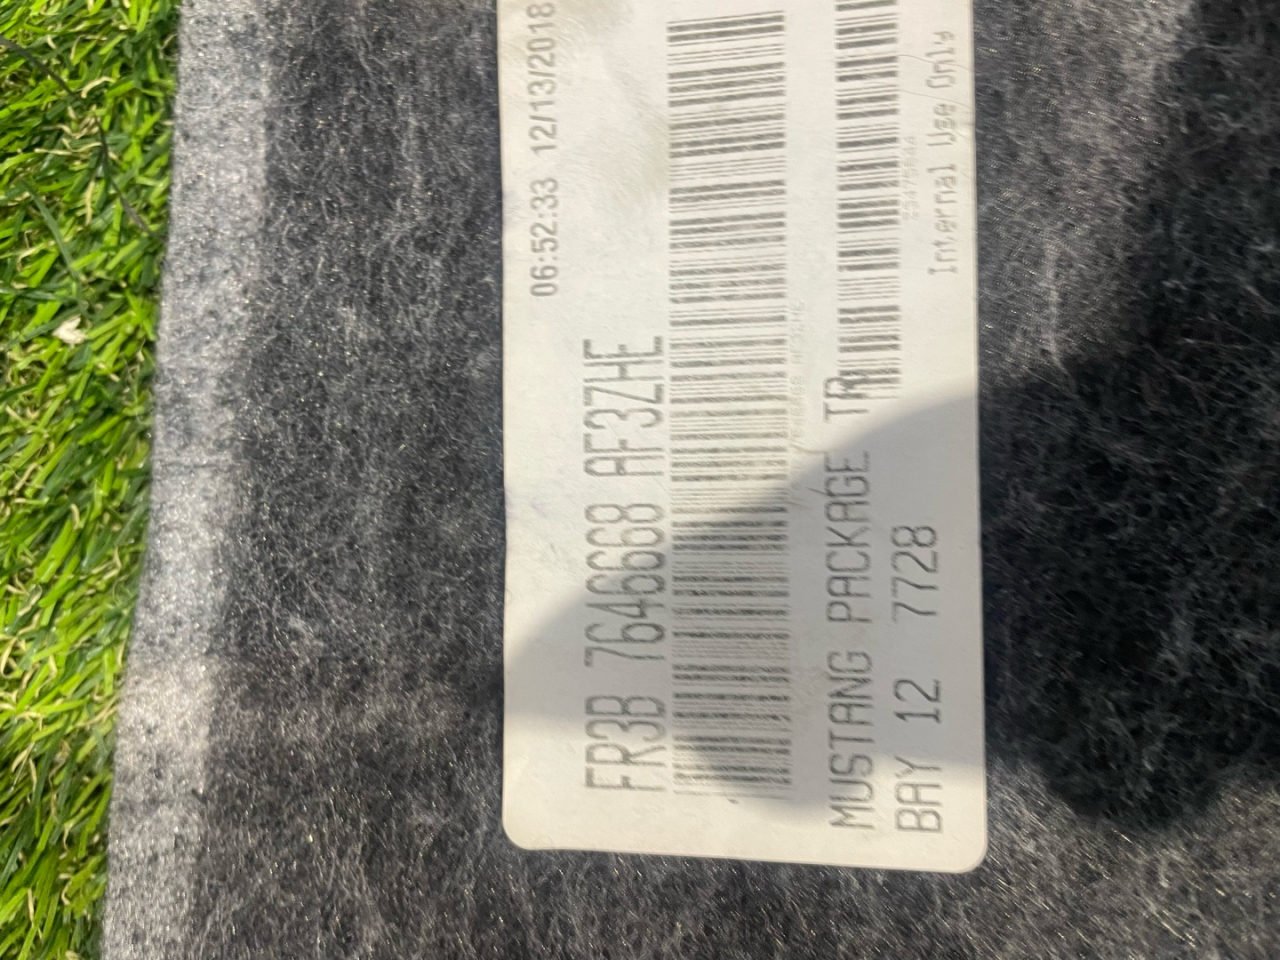 06:52:33 12/13/2018
FR3B 7646668 AF3ZHE
MUSTANG PACKAGE TR
BAY 12 7728
Internal Use Only